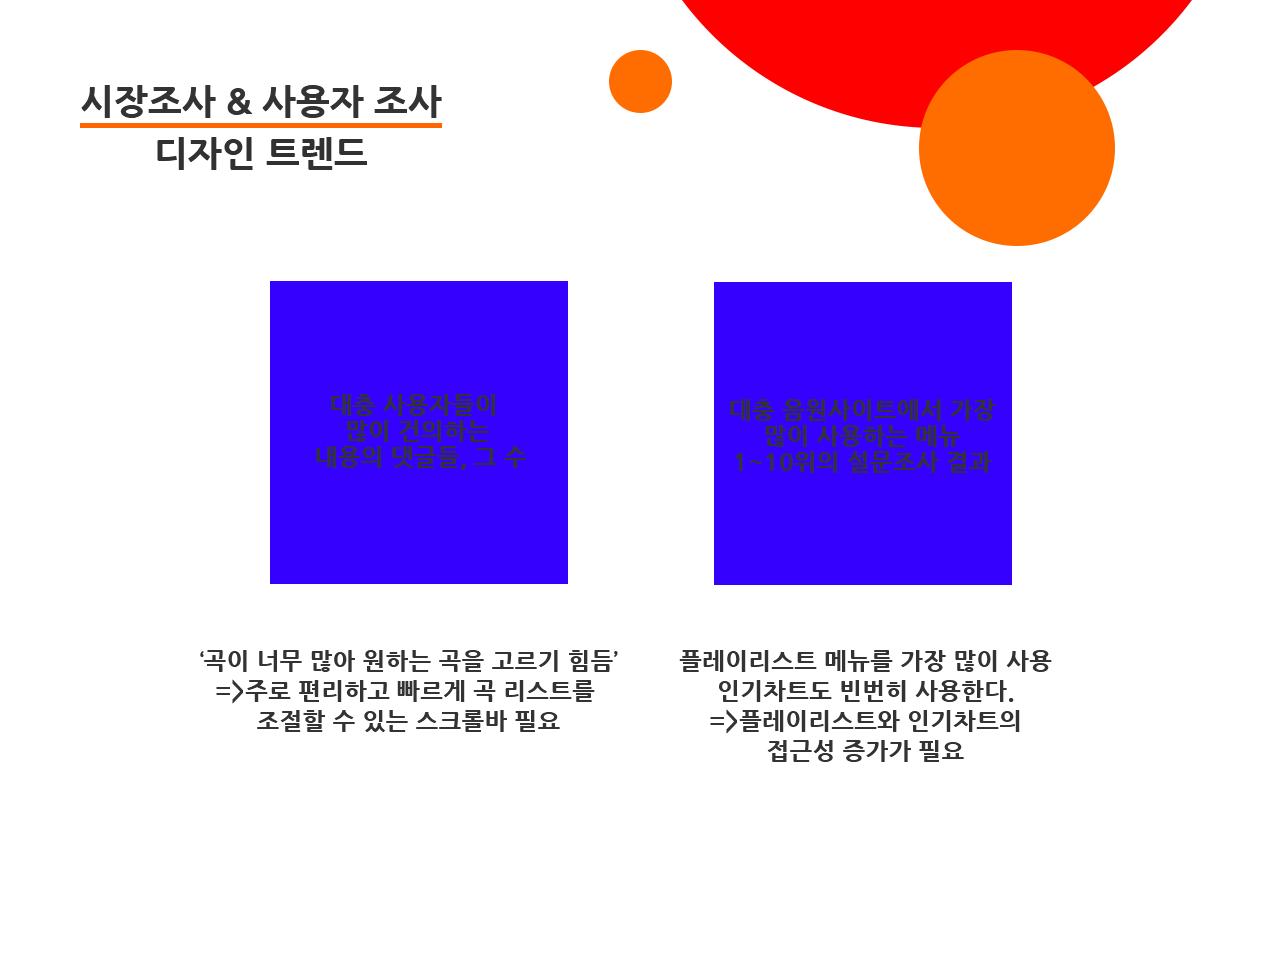 시장조사 & 사용자 조사
디자인 트렌드
대충 사용자들이
많이 건의하는
내용의 댓글들, 그 수
대충 음원사이트에서 가장
많이 사용하는 메뉴
1~10위의 설문조사 결과
‘곡이 너무 많아 원하는 곡을 고르기 힘듬’
=>주로 편리하고 빠르게 곡 리스트를
조절할 수 있는 스크롤바 필요
플레이리스트 메뉴를 가장 많이 사용
인기차트도 빈번히 사용한다.
=>플레이리스트와 인기차트의
접근성 증가가 필요